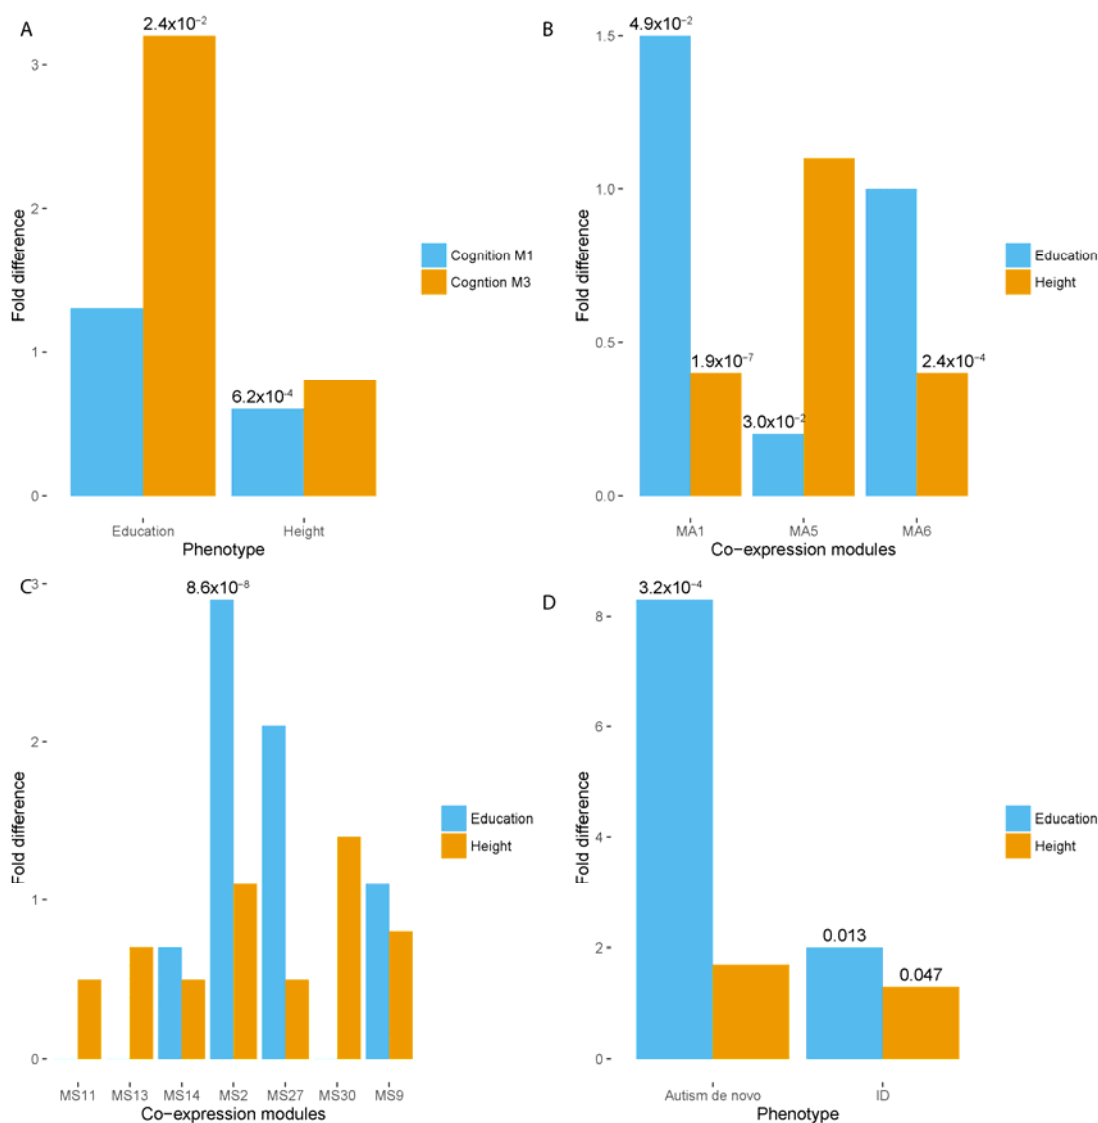 A
2.4x10⁻²
3
2
1
0
Fold difference
6.2x10⁻⁴
Education
Height
Phenotype
Cognition M1
Cogntion M3
B
4.9x10⁻²
1.5
1.0
0.5
0.0
Fold difference
1.9x10⁻⁷
3.0x10⁻²
2.4x10⁻⁴
MA1
MA5
MA6
Co−expression modules
Education
Height
C
8.6x10⁻⁸
3
2
1
0
Fold difference
MS11
MS13
MS14
MS2
MS27
MS30
MS9
Co−expression modules
Education
Height
D
3.2x10⁻⁴
8
6
4
2
0
Fold difference
0.013
0.047
Autism de novo
ID
Phenotype
Education
Height